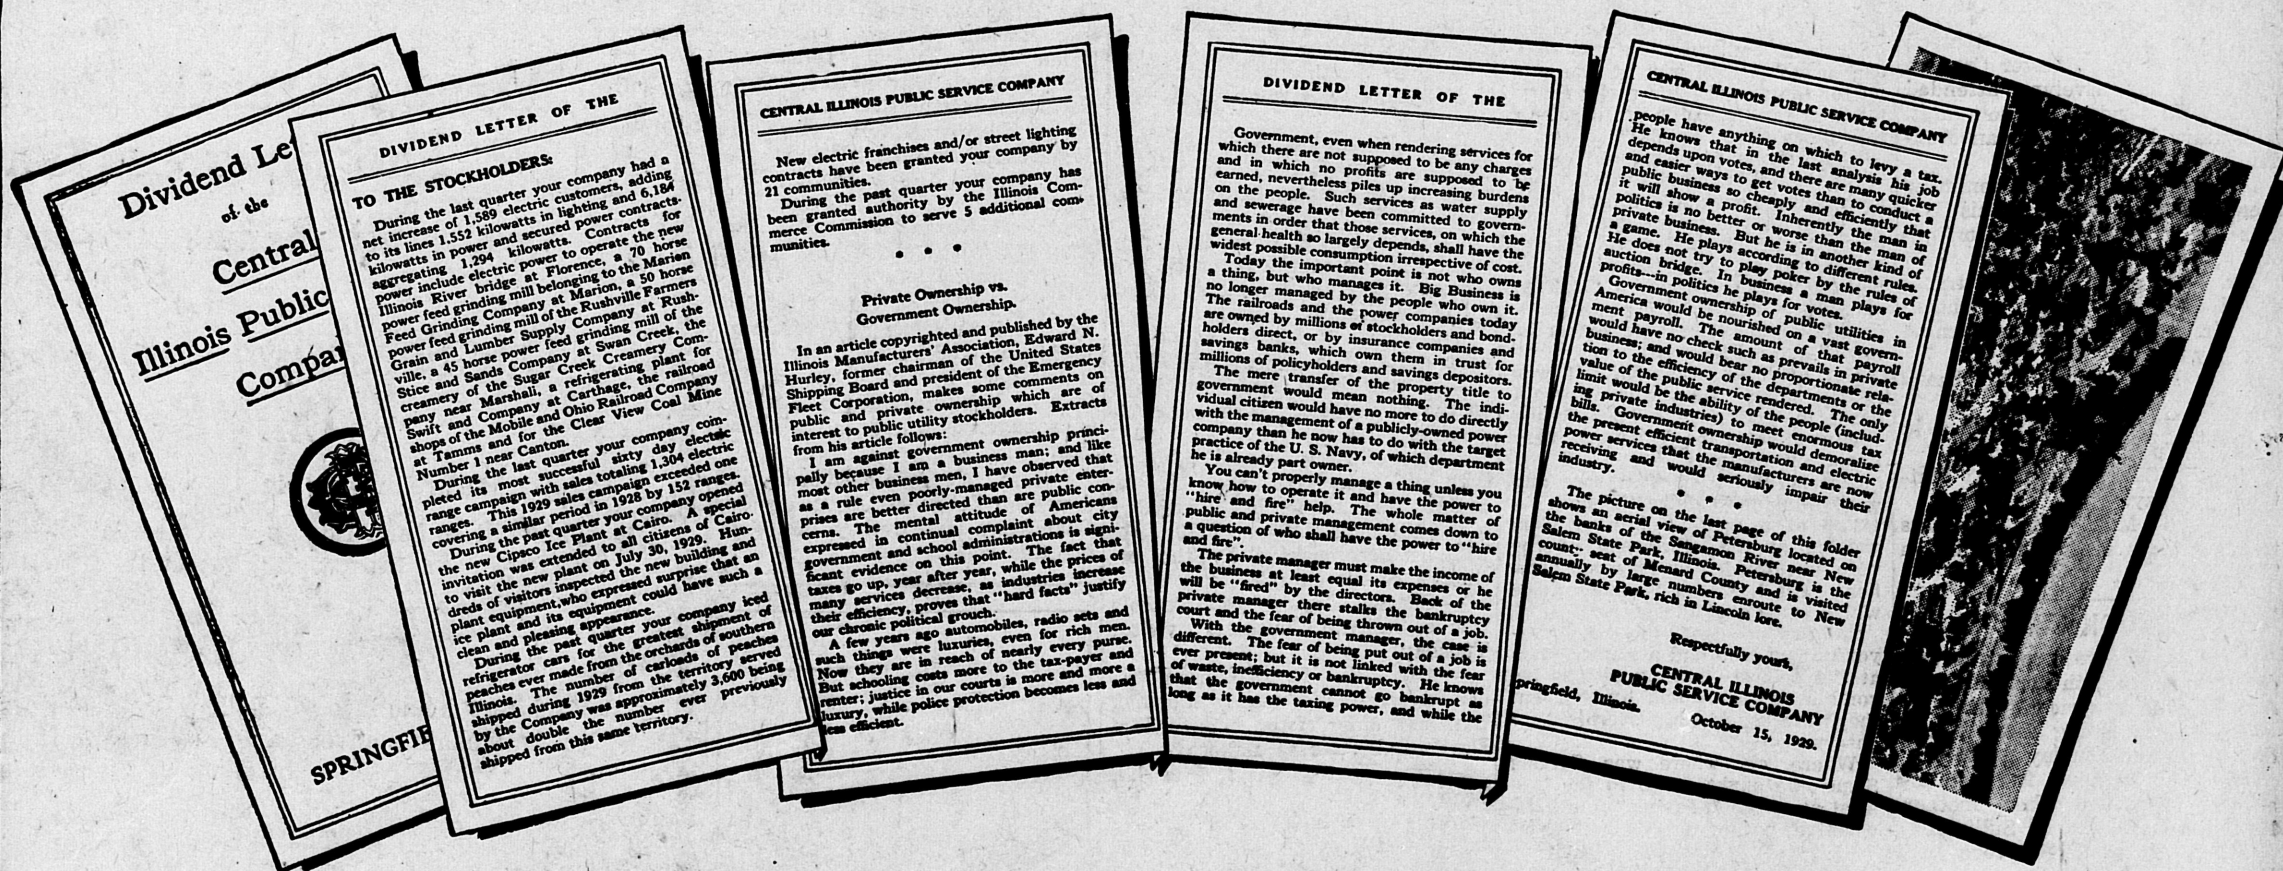 Dividend Le
of the
Central
Illinois Public
Compa
SPRINGFIE
DIVIDEND LETTER OF THE
TO THE STOCKHOLDERS:
During the last quarter your company had a
net increase of 1,589 electric customers, adding
to its lines 1,552 kilowatts in lighting and 6,184
kilowatts in power and secured power contracts
aggregating 1,294 kilowatts. Contracts for
power include electric power to operate the new
Illinois River bridge at Florence, a 70 horse
power feed grinding mill belonging to the Marion
Feed Grinding Company at Marion, a 50 horse
power feed grinding mill of the Rushville Farmers
Grain and Lumber Supply Company at Rush-
ville, a 45 horse power feed grinding mill of the
Stice and Sands Company at Swan Creek, the
creamery of the Sugar Creek Creamery Com-
pany near Marshall, a refrigerating plant for
Swift and Company at Carthage, the railroad
shops of the Mobile and Ohio Railroad Company
at Tamms and for the Clear View Coal Mine
Number 1 near Canton.
During the last quarter your company com-
pleted its most successful sixty day electric
range campaign with sales totaling 1,304 electric
ranges. This 1929 sales campaign exceeded one
covering a similar period in 1928 by 152 ranges.
During the past quarter your company opened
the new Cipsco Ice Plant at Cairo. A special
invitation was extended to all citizens of Cairo
to visit the new plant on July 30, 1929. Hun-
dreds of visitors inspected the new building and
plant equipment,who expressed surprise that an
ice plant and its equipment could have such a
clean and pleasing appearance.
During the past quarter your company iced
refrigerator cars for the greatest shipment of
peaches ever made from the orchards of southern
Illinois. The number of carloads of peaches
shipped during 1929 from the territory served
by the Company was approximately 3,600 being
about double the number ever previously
shipped from this same territory.
CENTRAL ILLINOIS PUBLIC SERVICE COMPANY
New electric franchises and/or street lighting
contracts have been granted your company by
21 communities.
During the past quarter your company has
been granted authority by the Illinois Com-
merce Commission to serve 5 additional com-
munities.
• • •
Private Ownership vs.
Government Ownership.
In an article copyrighted and published by the
Illinois Manufacturers' Association, Edward N.
Hurley, former chairman of the United States
Shipping Board and president of the Emergency
Fleet Corporation, makes some comments on
public and private ownership which are of
interest to public utility stockholders. Extracts
from his article follows:
I am against government ownership princi-
pally because I am a business man; and like
most other business men, I have observed that
as a rule even poorly-managed private enter-
prises are better directed than are public con-
cerns. The mental attitude of Americans
expressed in continual complaint about city
government and school administrations is signi-
ficant evidence on this point. The fact that
taxes go up, year after year, while the prices of
many services decrease, as industries increase
their efficiency, proves that "hard facts" justify
our chronic political grouch.
A few years ago automobiles, radio sets and
such things were luxuries, even for rich men.
Now they are in reach of nearly every purse.
But schooling costs more to the tax-payer and
renter; justice in our courts is more and more a
luxury, while police protection becomes less and
less efficient.
DIVIDEND LETTER OF THE
Government, even when rendering services for
which there are not supposed to be any charges
and in which no profits are supposed to be
earned, nevertheless piles up increasing burdens
on the people. Such services as water supply
and sewerage have been committed to govern-
ments in order that those services, on which the
general health so largely depends, shall have the
widest possible consumption irrespective of cost.
Today the important point is not who owns
a thing, but who manages it. Big Business is
no longer managed by the people who own it.
The railroads and the power companies today
are owned by millions of stockholders and bond-
holders direct, or by insurance companies and
savings banks, which own them in trust for
millions of policyholders and savings depositors.
The mere transfer of the property title to
government would mean nothing. The indi-
vidual citizen would have no more to do directly
with the management of a publicly-owned power
company than he now has to do with the target
practice of the U. S. Navy, of which department
he is already part owner.
You can't properly manage a thing unless you
know how to operate it and have the power to
"hire and fire" help. The whole matter of
public and private management comes down to
a question of who shall have the power to "hire
and fire".
The private manager must make the income of
the business at least equal its expenses or he
will be "fired" by the directors. Back of the
private manager there stalks the bankruptcy
court and the fear of being thrown out of a job.
With the government manager, the case is
different. The fear of being put out of a job is
ever present; but it is not linked with the fear
of waste, inefficiency or bankruptcy. He knows
that the government cannot go bankrupt as
long as it has the taxing power, and while the
CENTRAL ILLINOIS PUBLIC SERVICE COMPANY
people have anything on which to levy a tax.
He knows that in the last analysis his job
depends upon votes, and there are many quicker
and easier ways to get votes than to conduct a
public business so cheaply and efficiently that
it will show a profit. Inherently the man in
politics is no better or worse than the man of
private business. But he is in another kind of
a game. He plays according to different rules.
He does not try to play poker by the rules of
auction bridge. In business a man plays for
profits---in politics he plays for votes.
Government ownership of public utilities in
America would be nourished on a vast govern-
ment payroll. The amount of that payroll
would have no check such as prevails in private
business; and would bear no proportionate rela-
tion to the efficiency of the departments or the
value of the public service rendered. The only
limit would be the ability of the people (includ-
ing private industries) to meet enormous tax
bills. Government ownership would demoralize
the present efficient transportation and electric
power services that the manufacturers are now
receiving and would seriously impair their
industry.
• • •
The picture on the last page of this folder
shows an aerial view of Petersburg located on
the banks of the Sangamon River near New
Salem State Park, Illinois. Petersburg is the
county seat of Menard County and is visited
annually by large numbers enroute to New
Salem State Park, rich in Lincoln lore.
Respectfully yours,
CENTRAL ILLINOIS
PUBLIC SERVICE COMPANY
pringfield, Illinois.
October 15, 1929.